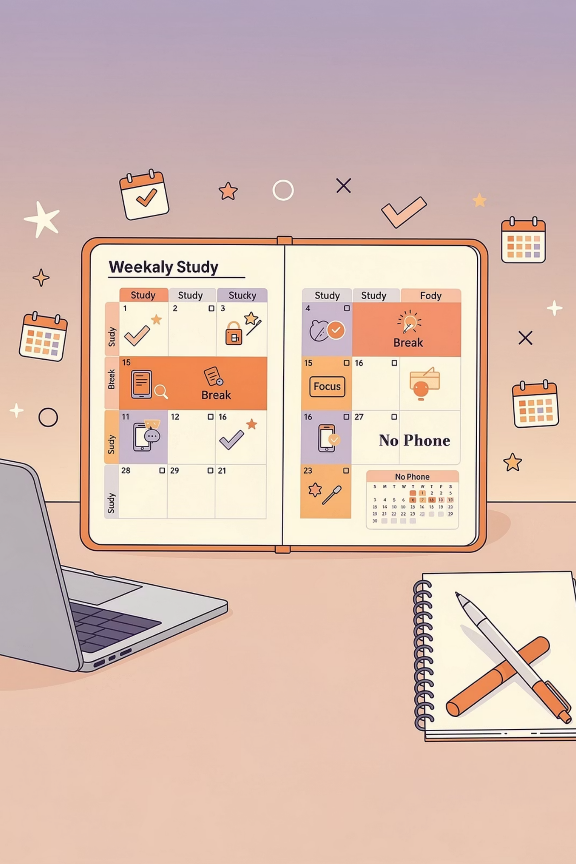 Weekaly Study
Study Study Stucky
Sudy
1 2 3
Break
15
Break
Sudy
11 12 16
Study
28 29 21
Study Study Fody
4
Break
15 16
Focus
16 27
No Phone
23
No Phone
S M T W T F S